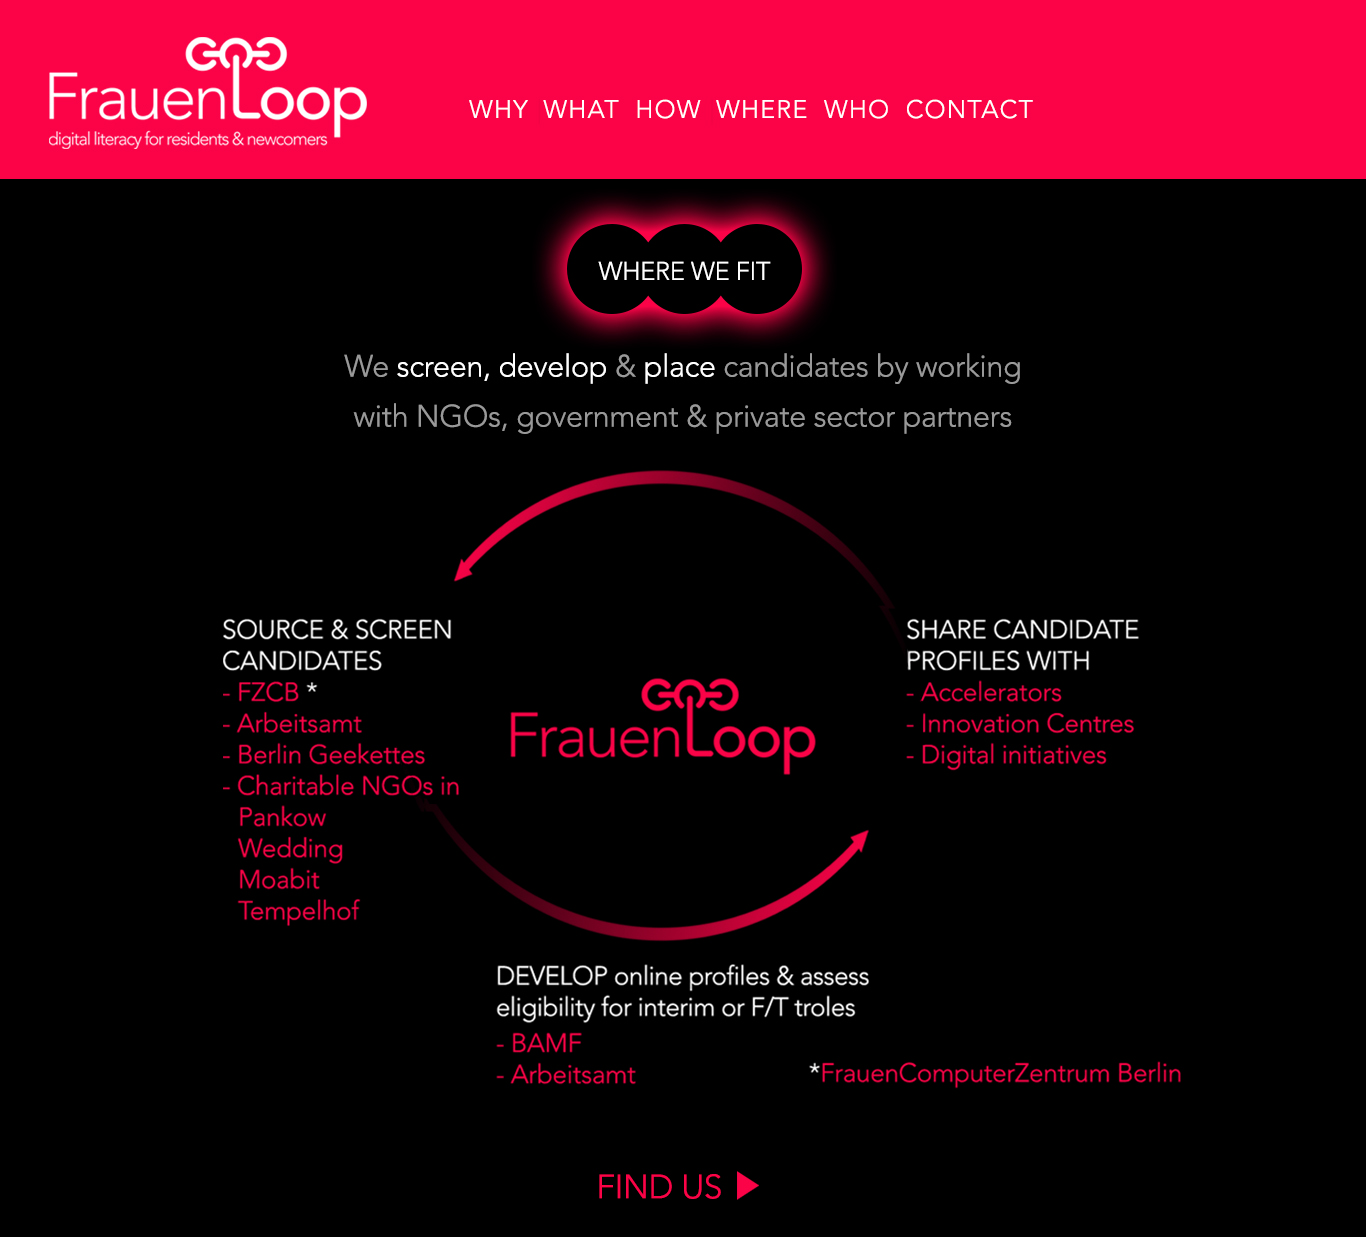 FrauenLoop
digital literacy for residents & newcomers
WHY WHAT HOW WHERE WHO CONTACT
WHERE WE FIT
We screen, develop & place candidates by working
with NGOs, government & private sector partners
SOURCE & SCREEN
CANDIDATES
- FZCB *
- Arbeitsamt
- Berlin Geekettes
- Charitable NGOs in
Pankow
Wedding
Moabit
Tempelhof
FrauenLoop
SHARE CANDIDATE
PROFILES WITH
- Accelerators
- Innovation Centres
- Digital initiatives
DEVELOP online profiles & assess
eligibility for interim or F/T troles
- BAMF
- Arbeitsamt
*FrauenComputerZentrum Berlin
FIND US